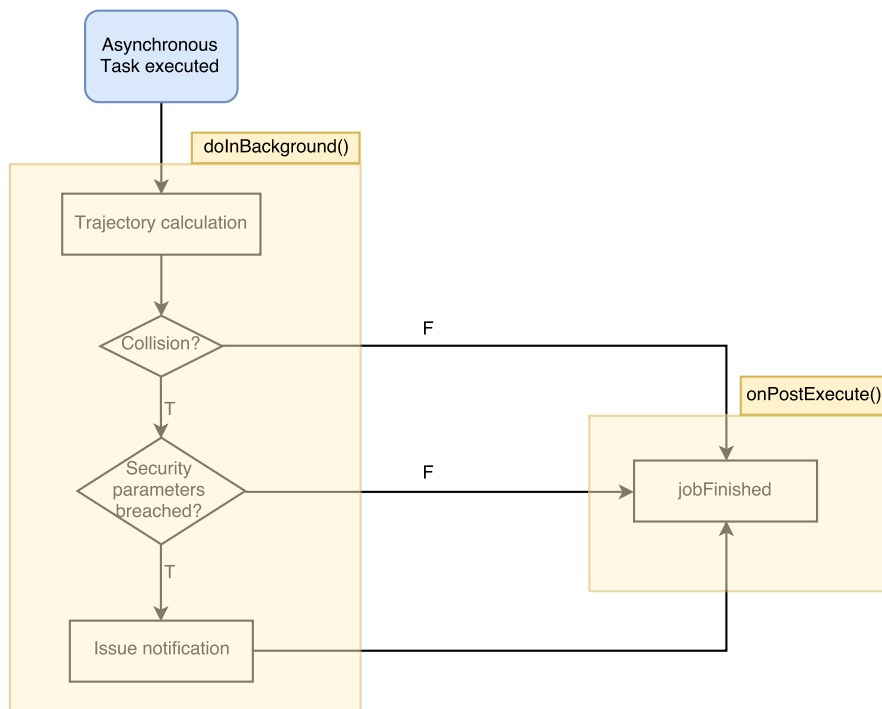 Asynchronous
Task executed
doInBackground()
Trajectory calculation
Collision?
F
T
onPostExecute()
Security
parameters
breached?
F
jobFinished
T
Issue notification